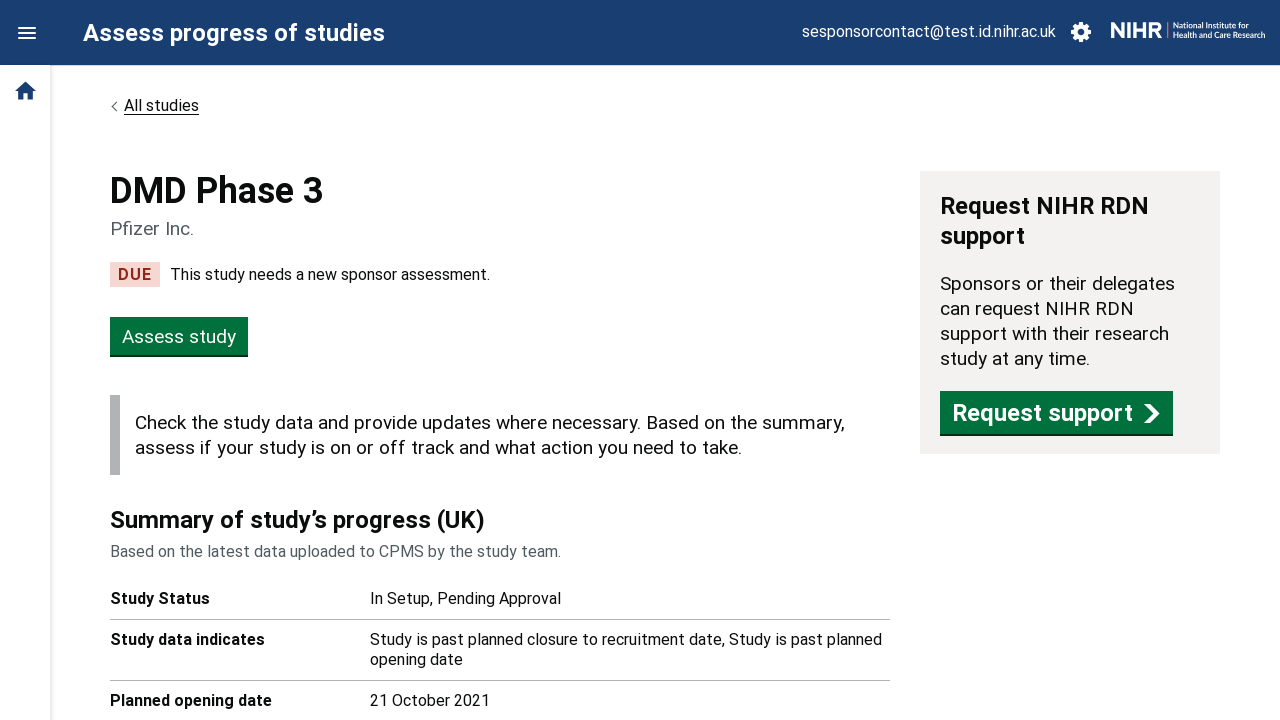 Assess progress of studies
sesponsorcontact@test.id.nihr.ac.uk
NIHR National Institute for
Health and Care Research
All studies
DMD Phase 3
Pfizer Inc.
DUE This study needs a new sponsor assessment.
Assess study
Check the study data and provide updates where necessary. Based on the summary,
assess if your study is on or off track and what action you need to take.
Summary of study’s progress (UK)
Based on the latest data uploaded to CPMS by the study team.
Study Status In Setup, Pending Approval
Study data indicates Study is past planned closure to recruitment date, Study is past planned
opening date
Planned opening date 21 October 2021
Request NIHR RDN
support
Sponsors or their delegates
can request NIHR RDN
support with their research
study at any time.
Request support